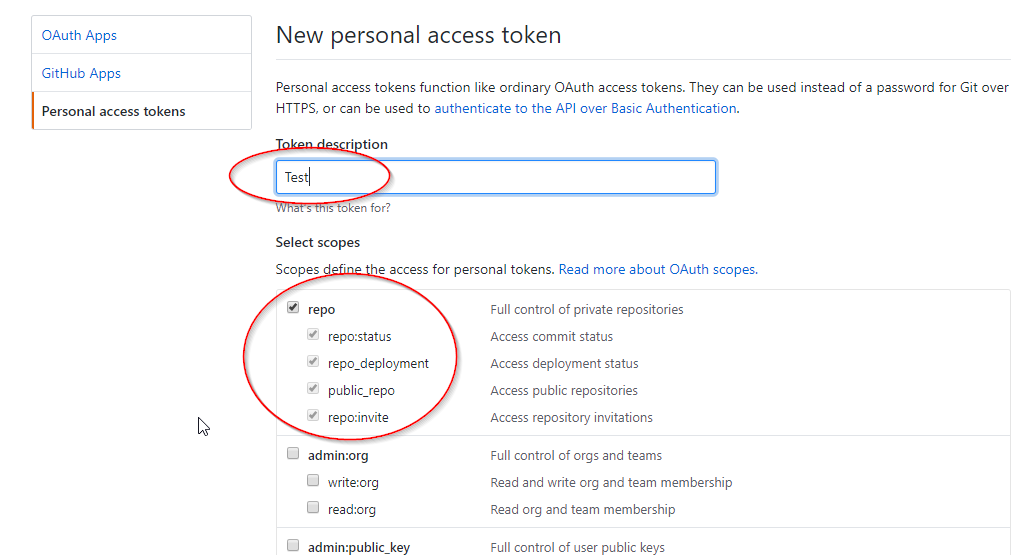 OAuth Apps
GitHub Apps
Personal access tokens
New personal access token
Personal access tokens function like ordinary OAuth access tokens. They can be used instead of a password for Git over
HTTPS, or can be used to authenticate to the API over Basic Authentication.
Token description
Test
What's this token for?
Select scopes
Scopes define the access for personal tokens. Read more about OAuth scopes.
repo Full control of private repositories
repo:status Access commit status
repo_deployment Access deployment status
public_repo Access public repositories
repo:invite Access repository invitations
admin:org Full control of orgs and teams
write:org Read and write org and team membership
read:org Read org and team membership
admin:public_key Full control of user public keys